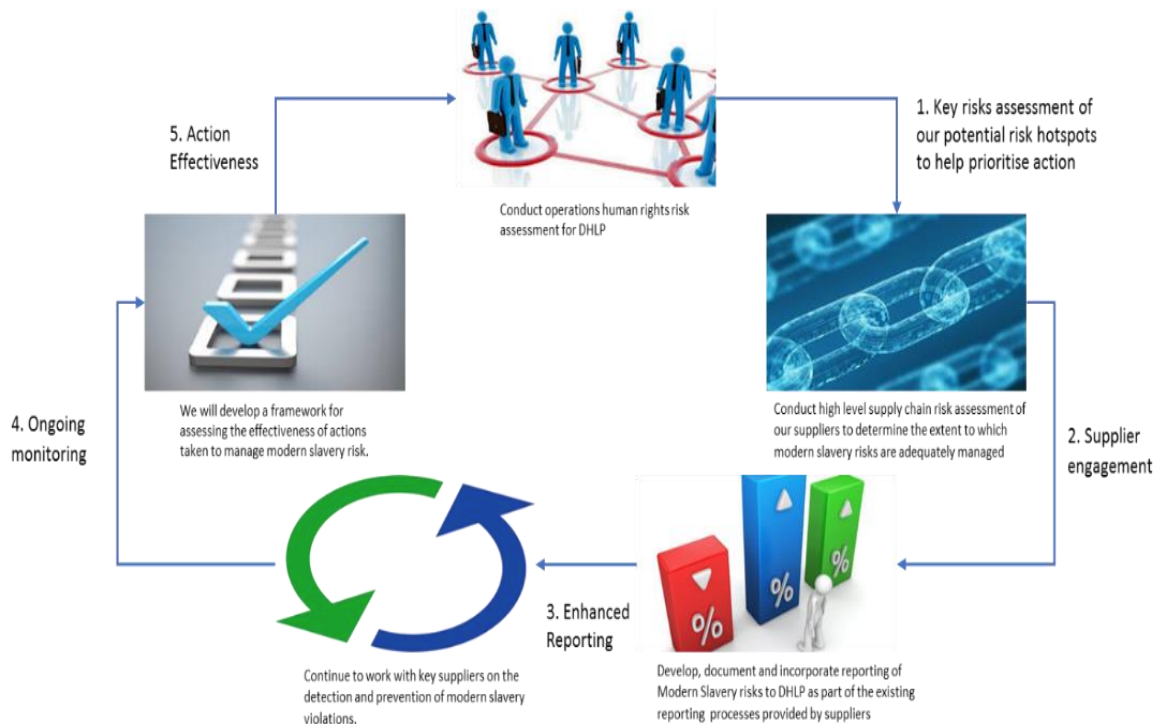 1. Key risks assessment of
our potential risk hotspots
to help prioritise action
5. Action
Effectiveness
Conduct operations human rights risk
assessment for DHLP
4. Ongoing
monitoring
We will develop a framework for
assessing the effectiveness of actions
taken to manage modern slavery risk.
Conduct high level supply chain risk assessment of
our suppliers to determine the extent to which
modern slavery risks are adequately managed
2. Supplier
engagement
%
%
%
3. Enhanced
Reporting
Continue to work with key suppliers on the
detection and prevention of modern slavery
violations.
Develop, document and incorporate reporting of
Modern Slavery risks to DHLP as part of the existing
reporting processes provided by suppliers